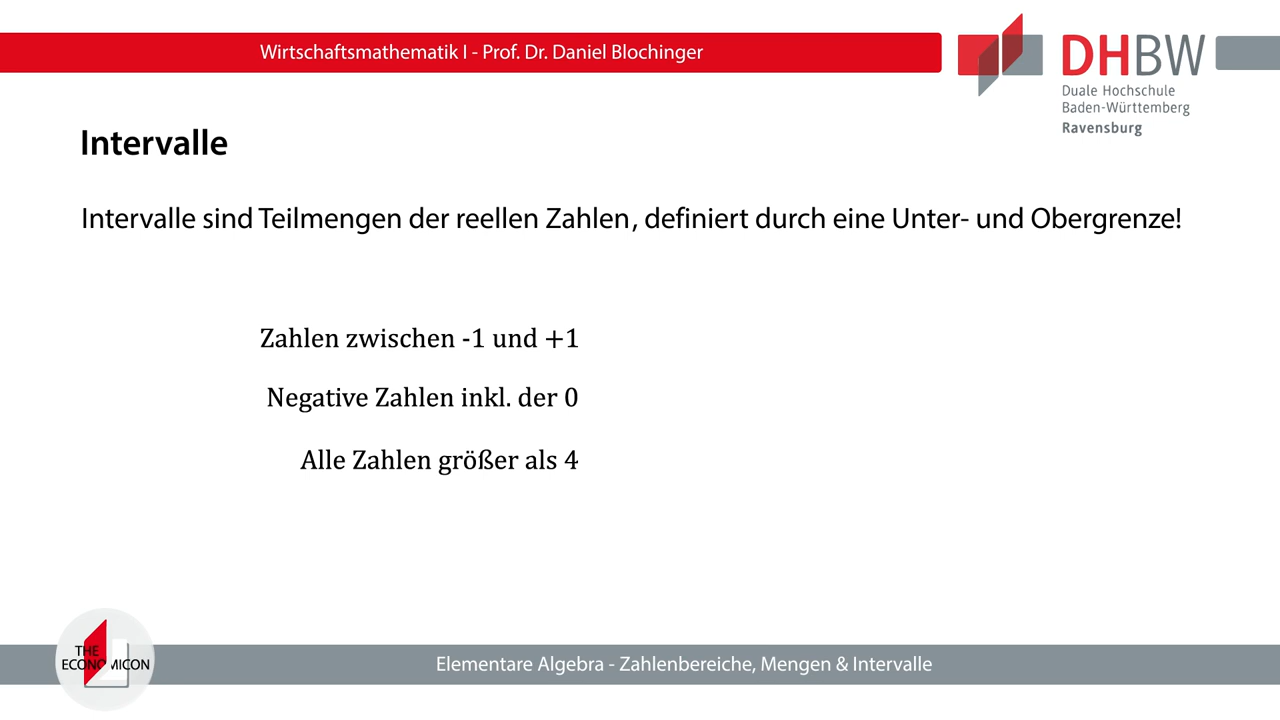 Wirtschaftsmathematik I - Prof. Dr. Daniel Blochinger
DHBW
Duale Hochschule
Baden-Württemberg
Ravensburg
Intervalle
Intervalle sind Teilmengen der reellen Zahlen, definiert durch eine Unter- und Obergrenze!
Zahlen zwischen -1 und +1
Negative Zahlen inkl. der 0
Alle Zahlen größer als 4
THE
ECONOMICON
Elementare Algebra - Zahlenbereiche, Mengen & Intervalle